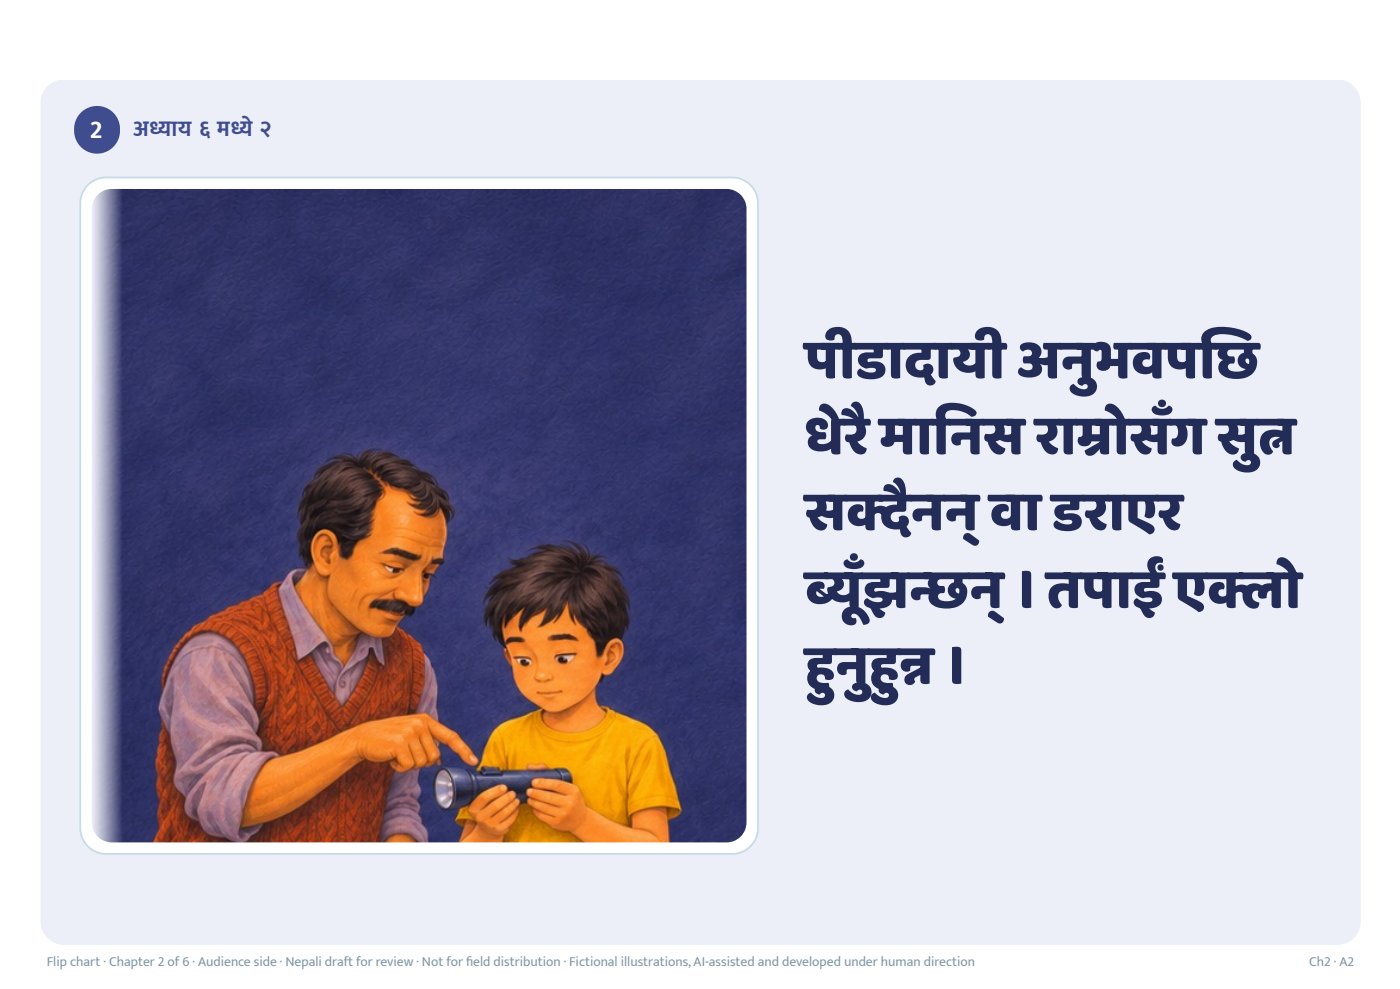 2
अध्याय ६ मध्ये २
पीडादायी अनुभवपछि
धेरै मानिस राम्रोसँग सुत्न
सक्दैनन् वा डराएर
ब्यूँझन्छन् । तपाईं एक्लो
हुनुहुन्न ।
Flip chart · Chapter 2 of 6 · Audience side · Nepali draft for review · Not for field distribution · Fictional illustrations, AI-assisted and developed under human direction
Ch2 · A2